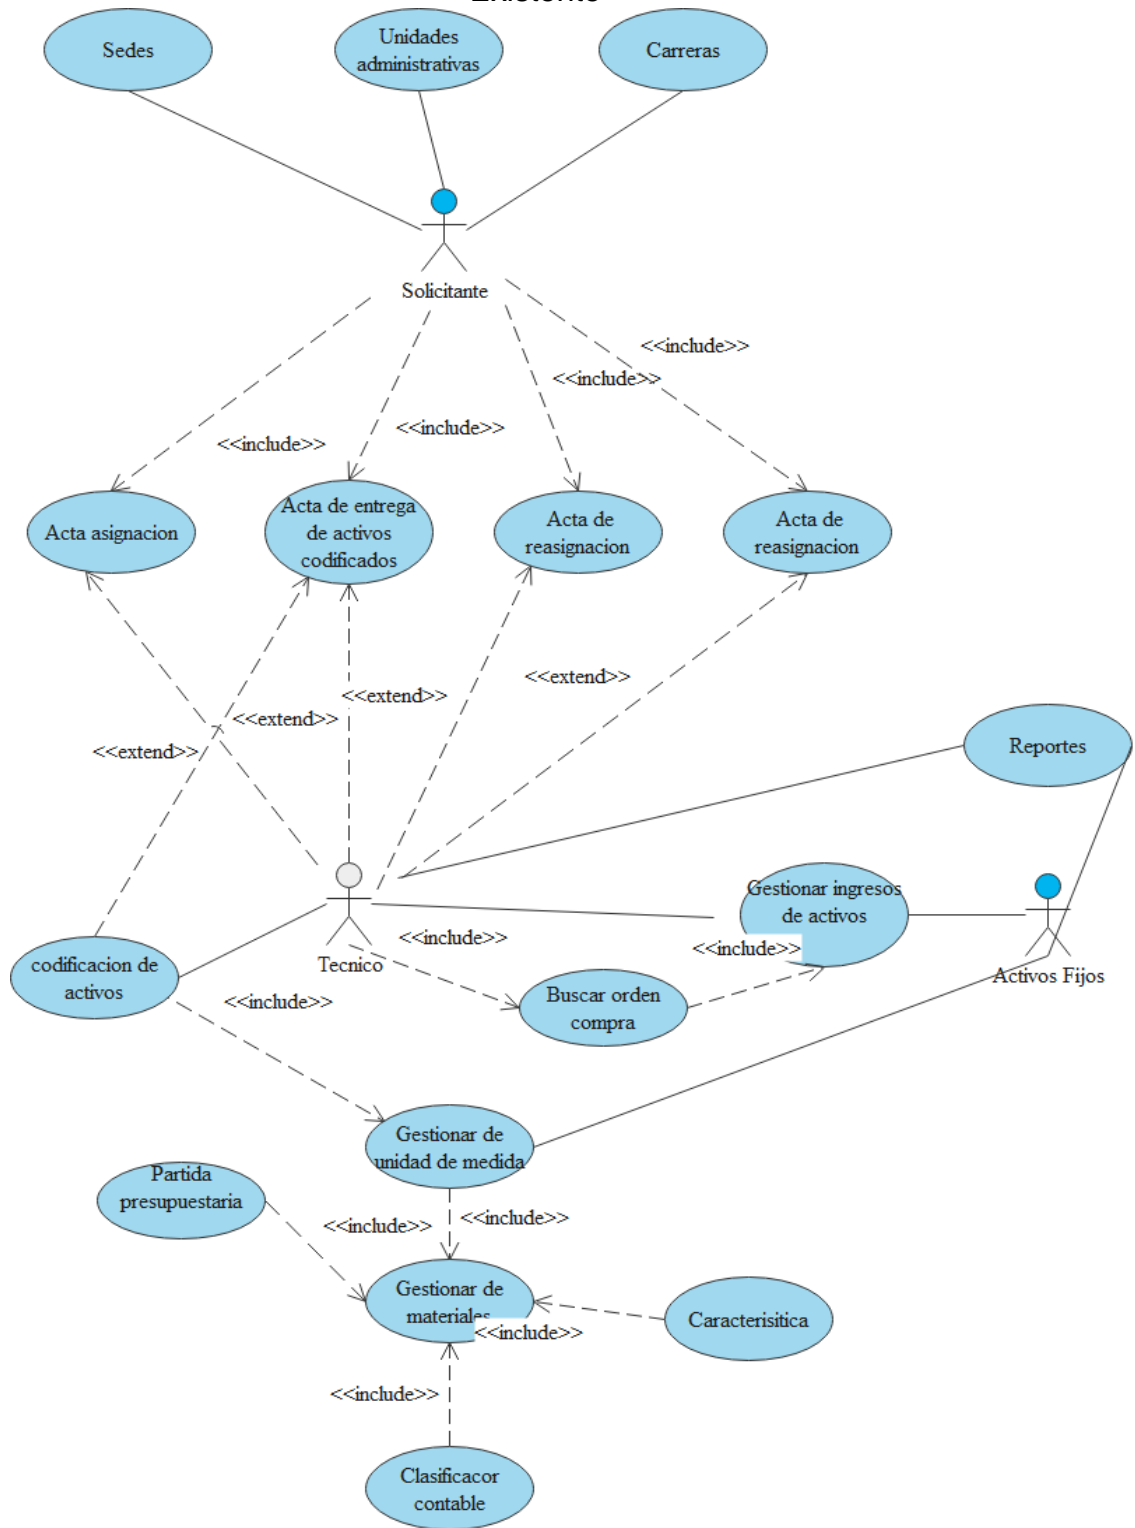 Existente
Sedes
Unidades
administrativas
Carreras
Solicitante
<<include>>
<<include>>
<<include>>
<<include>>
Acta asignacion
Acta de entrega
de activos
codificados
Acta de
reasignacion
Acta de
reasignacion
<<extend>>
<<extend>>
<<extend>>
<<extend>>
Reportes
Gestionar ingresos
de activos
<<include>>
<<include>>
Tecnico
Activos Fijos
codificacion de
activos
<<include>>
Buscar orden
compra
Gestionar de
unidad de medida
Partida
presupuestaria
<<include>>
<<include>>
Gestionar de
materiales
<<include>>
Caracterisitica
<<include>>
Clasificacor
contable